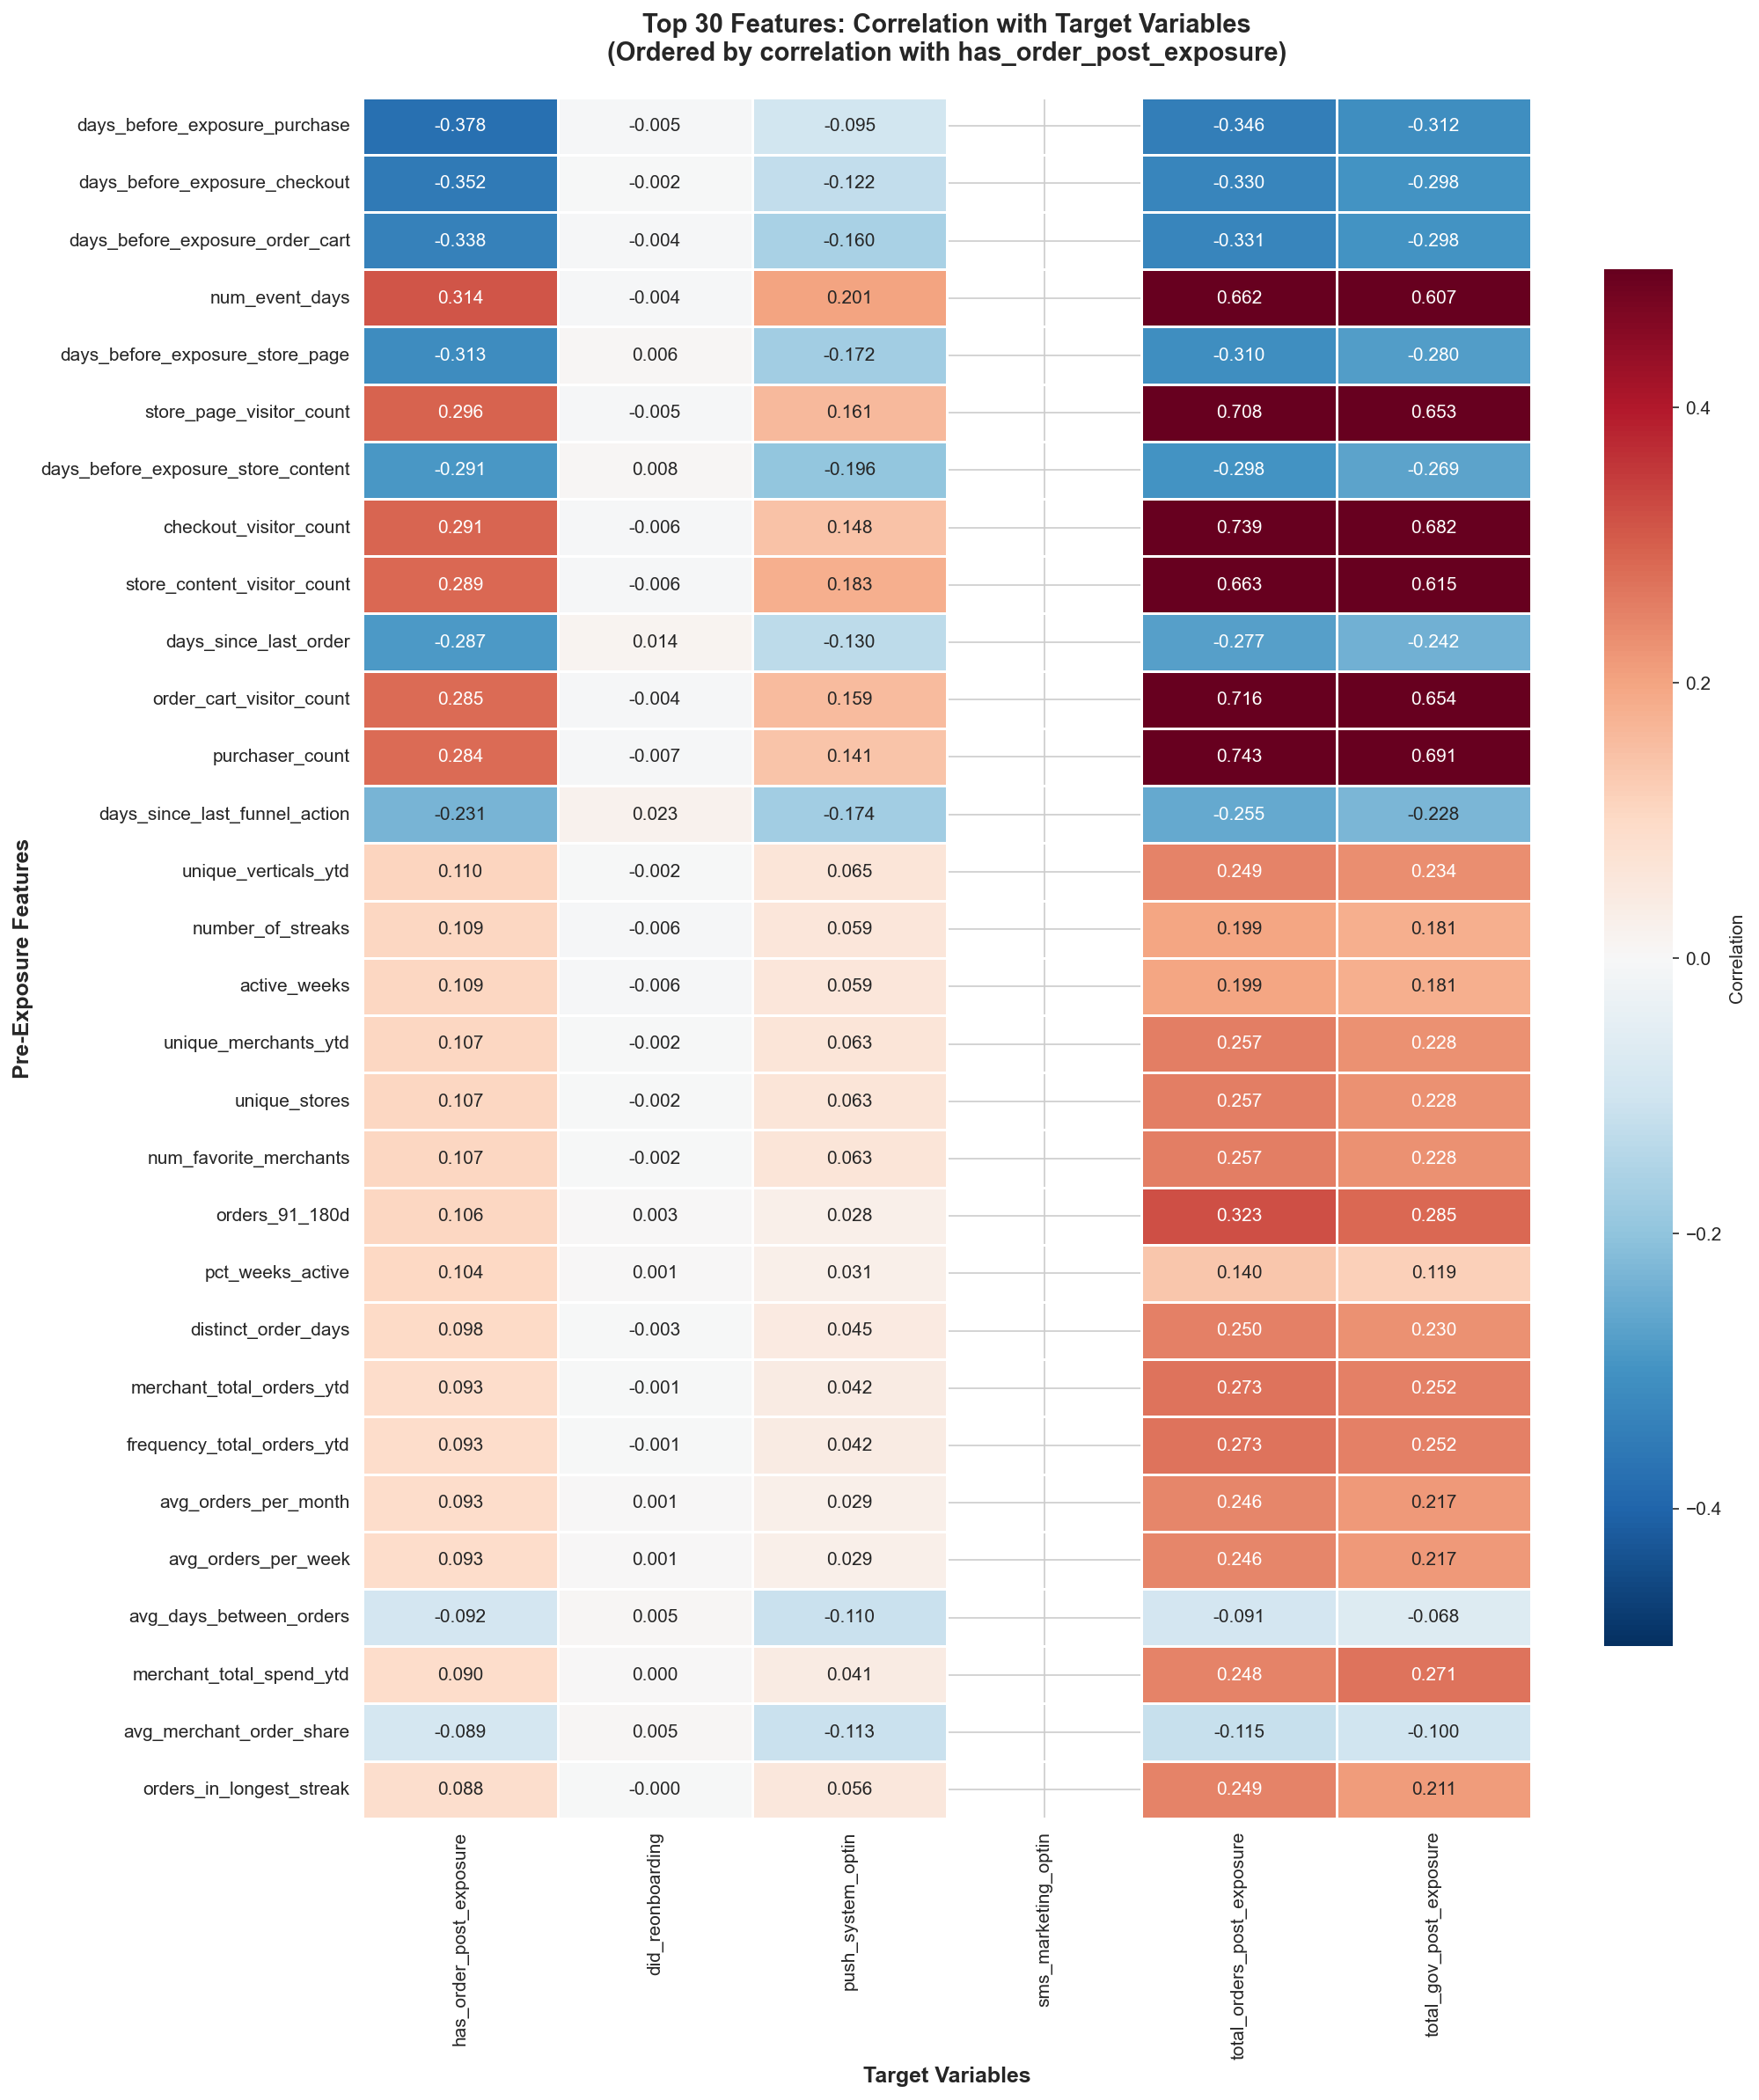 Top 30 Features: Correlation with Target Variables
(Ordered by correlation with has_order_post_exposure)
Pre-Exposure Features
days_before_exposure_purchase -0.378 -0.005 -0.095 -0.346 -0.312
days_before_exposure_checkout -0.352 -0.002 -0.122 -0.330 -0.298
days_before_exposure_order_cart -0.338 -0.004 -0.160 -0.331 -0.298
num_event_days 0.314 -0.004 0.201 0.662 0.607
days_before_exposure_store_page -0.313 0.006 -0.172 -0.310 -0.280
store_page_visitor_count 0.296 -0.005 0.161 0.708 0.653
days_before_exposure_store_content -0.291 0.008 -0.196 -0.298 -0.269
checkout_visitor_count 0.291 -0.006 0.148 0.739 0.682
store_content_visitor_count 0.289 -0.006 0.183 0.663 0.615
days_since_last_order -0.287 0.014 -0.130 -0.277 -0.242
order_cart_visitor_count 0.285 -0.004 0.159 0.716 0.654
purchaser_count 0.284 -0.007 0.141 0.743 0.691
days_since_last_funnel_action -0.231 0.023 -0.174 -0.255 -0.228
unique_verticals_ytd 0.110 -0.002 0.065 0.249 0.234
number_of_streaks 0.109 -0.006 0.059 0.199 0.181
active_weeks 0.109 -0.006 0.059 0.199 0.181
unique_merchants_ytd 0.107 -0.002 0.063 0.257 0.228
unique_stores 0.107 -0.002 0.063 0.257 0.228
num_favorite_merchants 0.107 -0.002 0.063 0.257 0.228
orders_91_180d 0.106 0.003 0.028 0.323 0.285
pct_weeks_active 0.104 0.001 0.031 0.140 0.119
distinct_order_days 0.098 -0.003 0.045 0.250 0.230
merchant_total_orders_ytd 0.093 -0.001 0.042 0.273 0.252
frequency_total_orders_ytd 0.093 -0.001 0.042 0.273 0.252
avg_orders_per_month 0.093 0.001 0.029 0.246 0.217
avg_orders_per_week 0.093 0.001 0.029 0.246 0.217
avg_days_between_orders -0.092 0.005 -0.110 -0.091 -0.068
merchant_total_spend_ytd 0.090 0.000 0.041 0.248 0.271
avg_merchant_order_share -0.089 0.005 -0.113 -0.115 -0.100
orders_in_longest_streak 0.088 -0.000 0.056 0.249 0.211
has_order_post_exposure
did_reonboarding
push_system_optin
sms_marketing_optin
total_orders_post_exposure
total_gov_post_exposure
Target Variables
0.4
0.2
0.0
−0.2
−0.4
Correlation